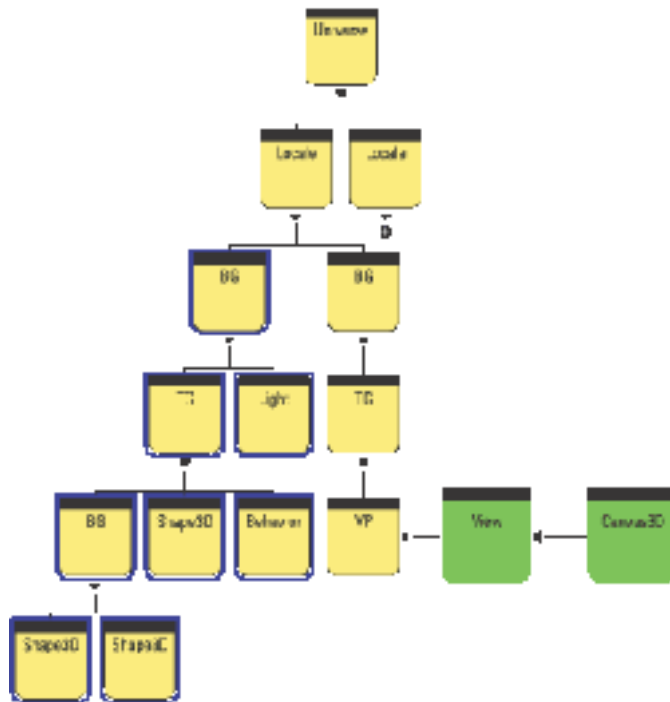 Universe
Locale Locale
BG BG
TG Light TG
BG Shape3D Behavior VP View Canvas3D
Shape3D Shape3D